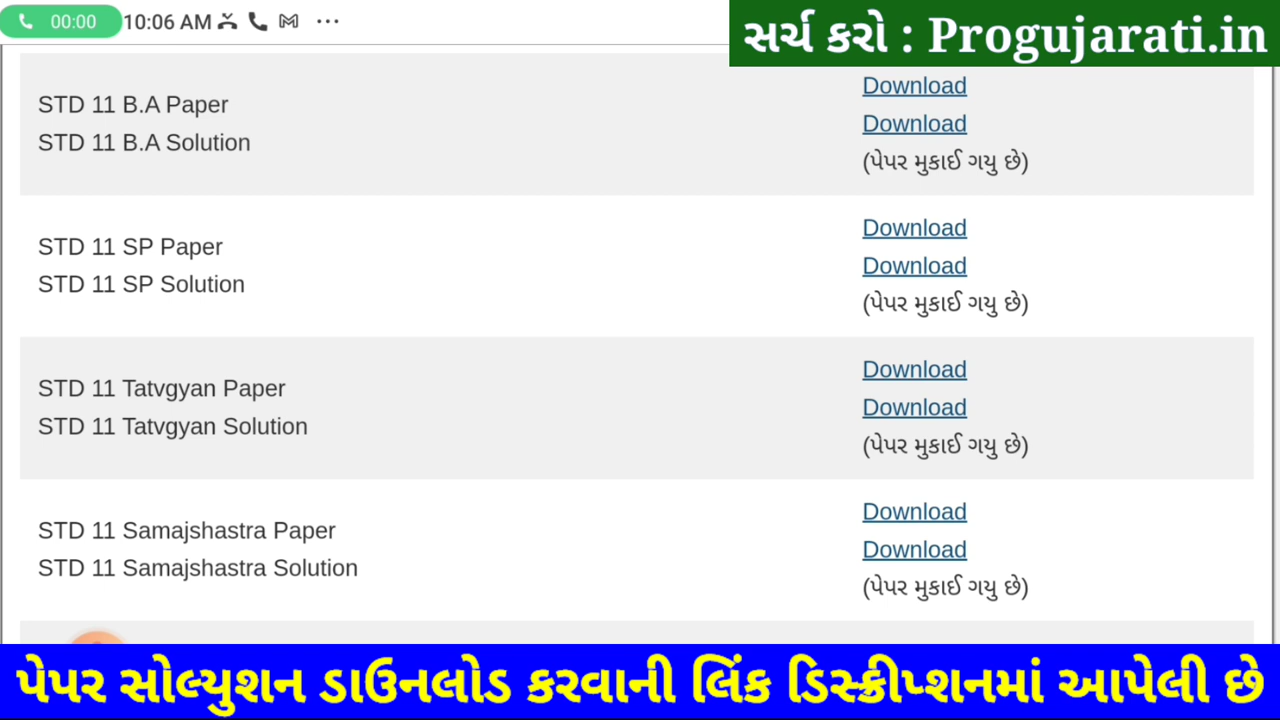 00:00 10:06 AM ...
સર્ચ કરો : Progujarati.in
STD 11 B.A Paper
STD 11 B.A Solution
Download
Download
(પેપર મુકાઈ ગયુ છે)
STD 11 SP Paper
STD 11 SP Solution
Download
Download
(પેપર મુકાઈ ગયુ છે)
STD 11 Tatvgyan Paper
STD 11 Tatvgyan Solution
Download
Download
(પેપર મુકાઈ ગયુ છે)
STD 11 Samajshastra Paper
STD 11 Samajshastra Solution
Download
Download
(પેપર મુકાઈ ગયુ છે)
પેપર સોલ્યુશન ડાઉનલોડ કરવાની લિંક ડિસ્ક્રીપ્શનમાં આપેલી છે